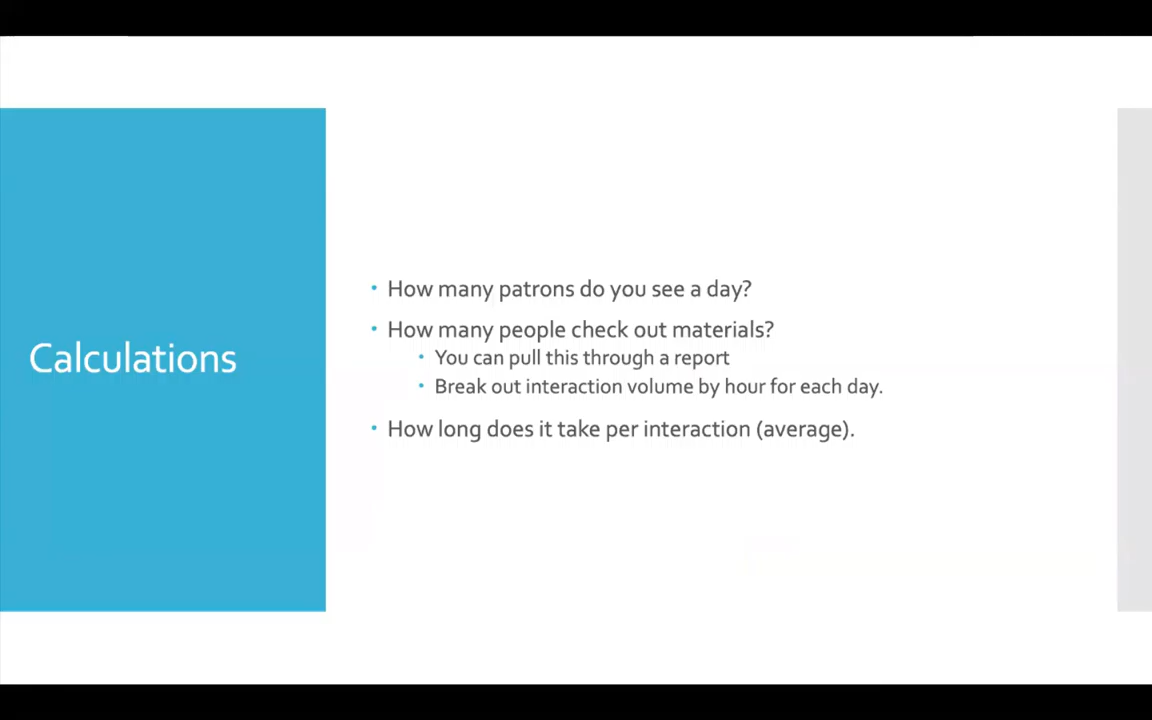 Calculations
• How many patrons do you see a day?
• How many people check out materials?
• You can pull this through a report
• Break out interaction volume by hour for each day.
• How long does it take per interaction (average).